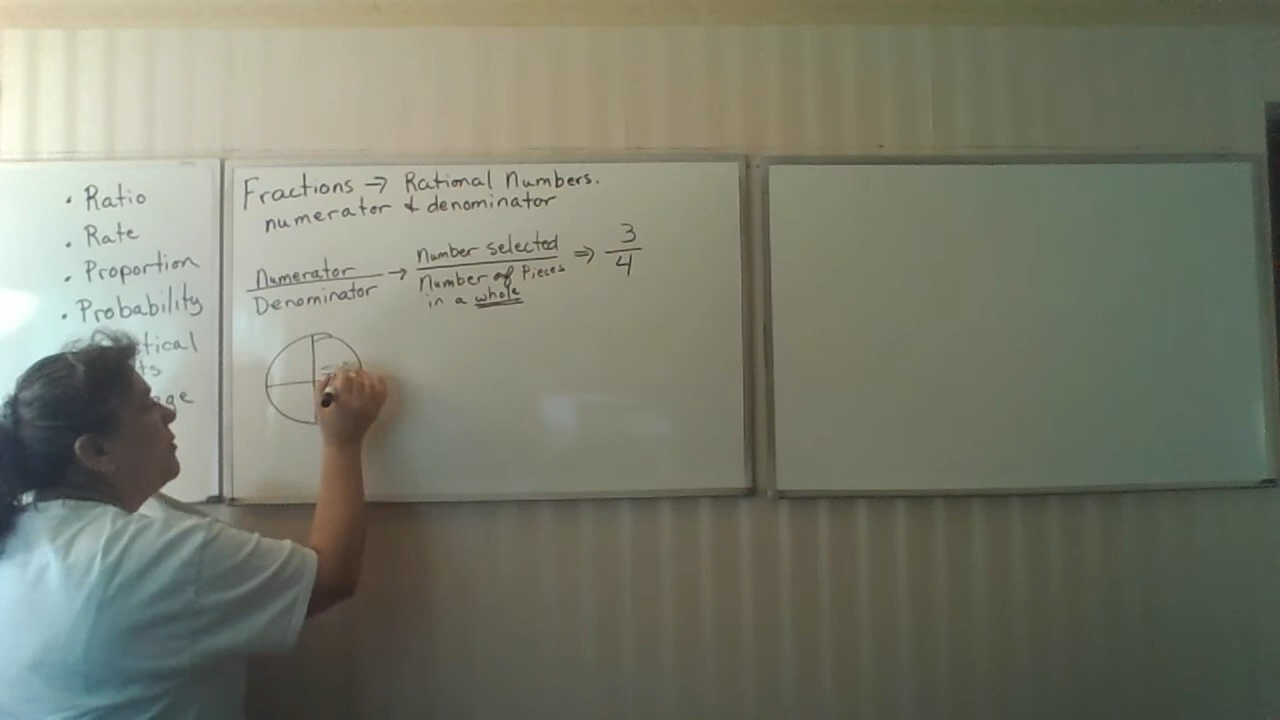 • Ratio
• Rate
• Proportion
• Probability
Fractions → Rational Numbers.
numerator & denominator
Numerator
Denominator
→
Number selected
Number of Pieces
in a whole
⇒
3
4